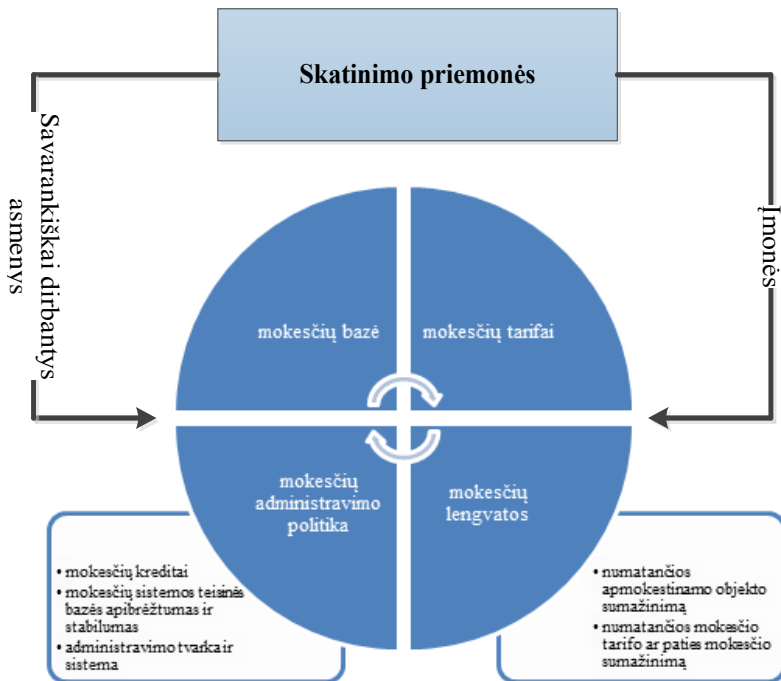 Skatinimo priemonės
Savarankiškai dirbantys
asmenys
Įmonės
mokesčių bazė
mokesčių tarifai
mokesčių
administravimo
politika
mokesčių
lengvatos
• mokesčių kreditai
• mokesčių sistemos teisinės
bazės apibrėžtumas ir
stabilumas
• administravimo tvarka ir
sistema
• numatančios
apmokestinamo objekto
sumažinimą
• numatančios mokesčio
tarifo ar paties mokesčio
sumažinimą